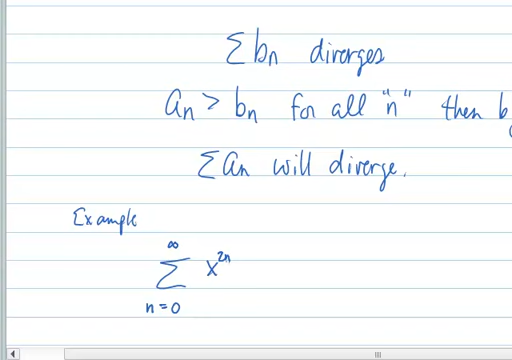 Σ bn diverges
an > bn for all "n" then b
Σ an will diverge.
Example
∞
Σ x^2n
n = 0